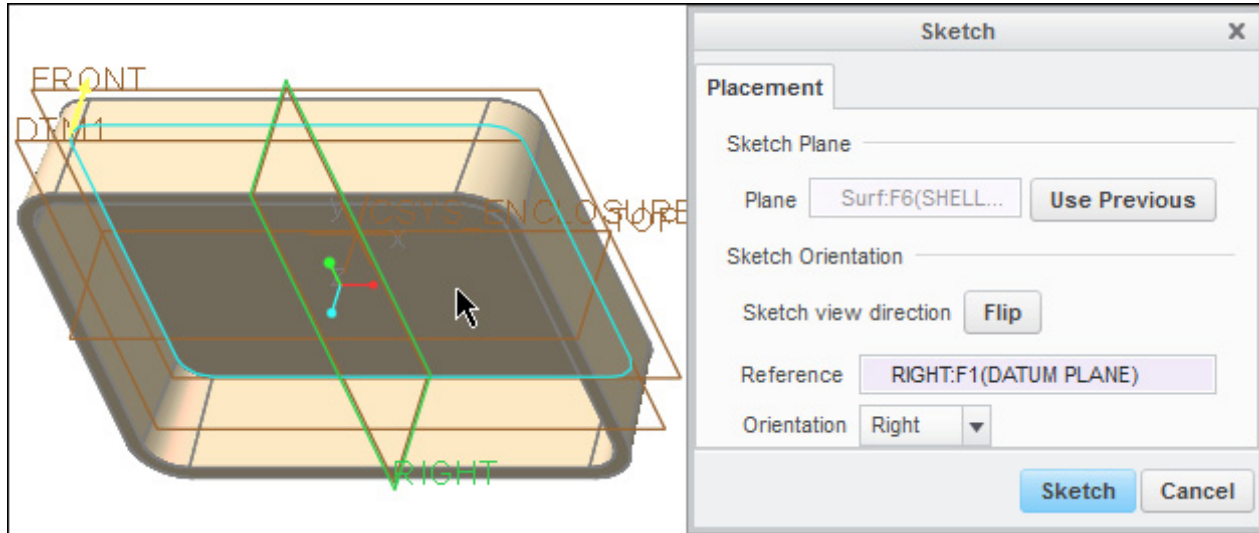 FRONT
DTM1
CSYS_ENCLOSURE
TOP
RIGHT
y
X
Sketch
Placement
Sketch Plane
Plane Surf:F6(SHELL... Use Previous
Sketch Orientation
Sketch view direction Flip
Reference RIGHT:F1(DATUM PLANE)
Orientation Right
Sketch Cancel